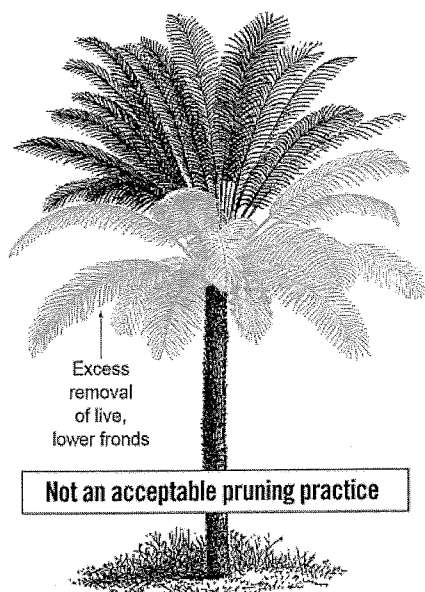 Excess
removal
of live,
lower fronds
Not an acceptable pruning practice